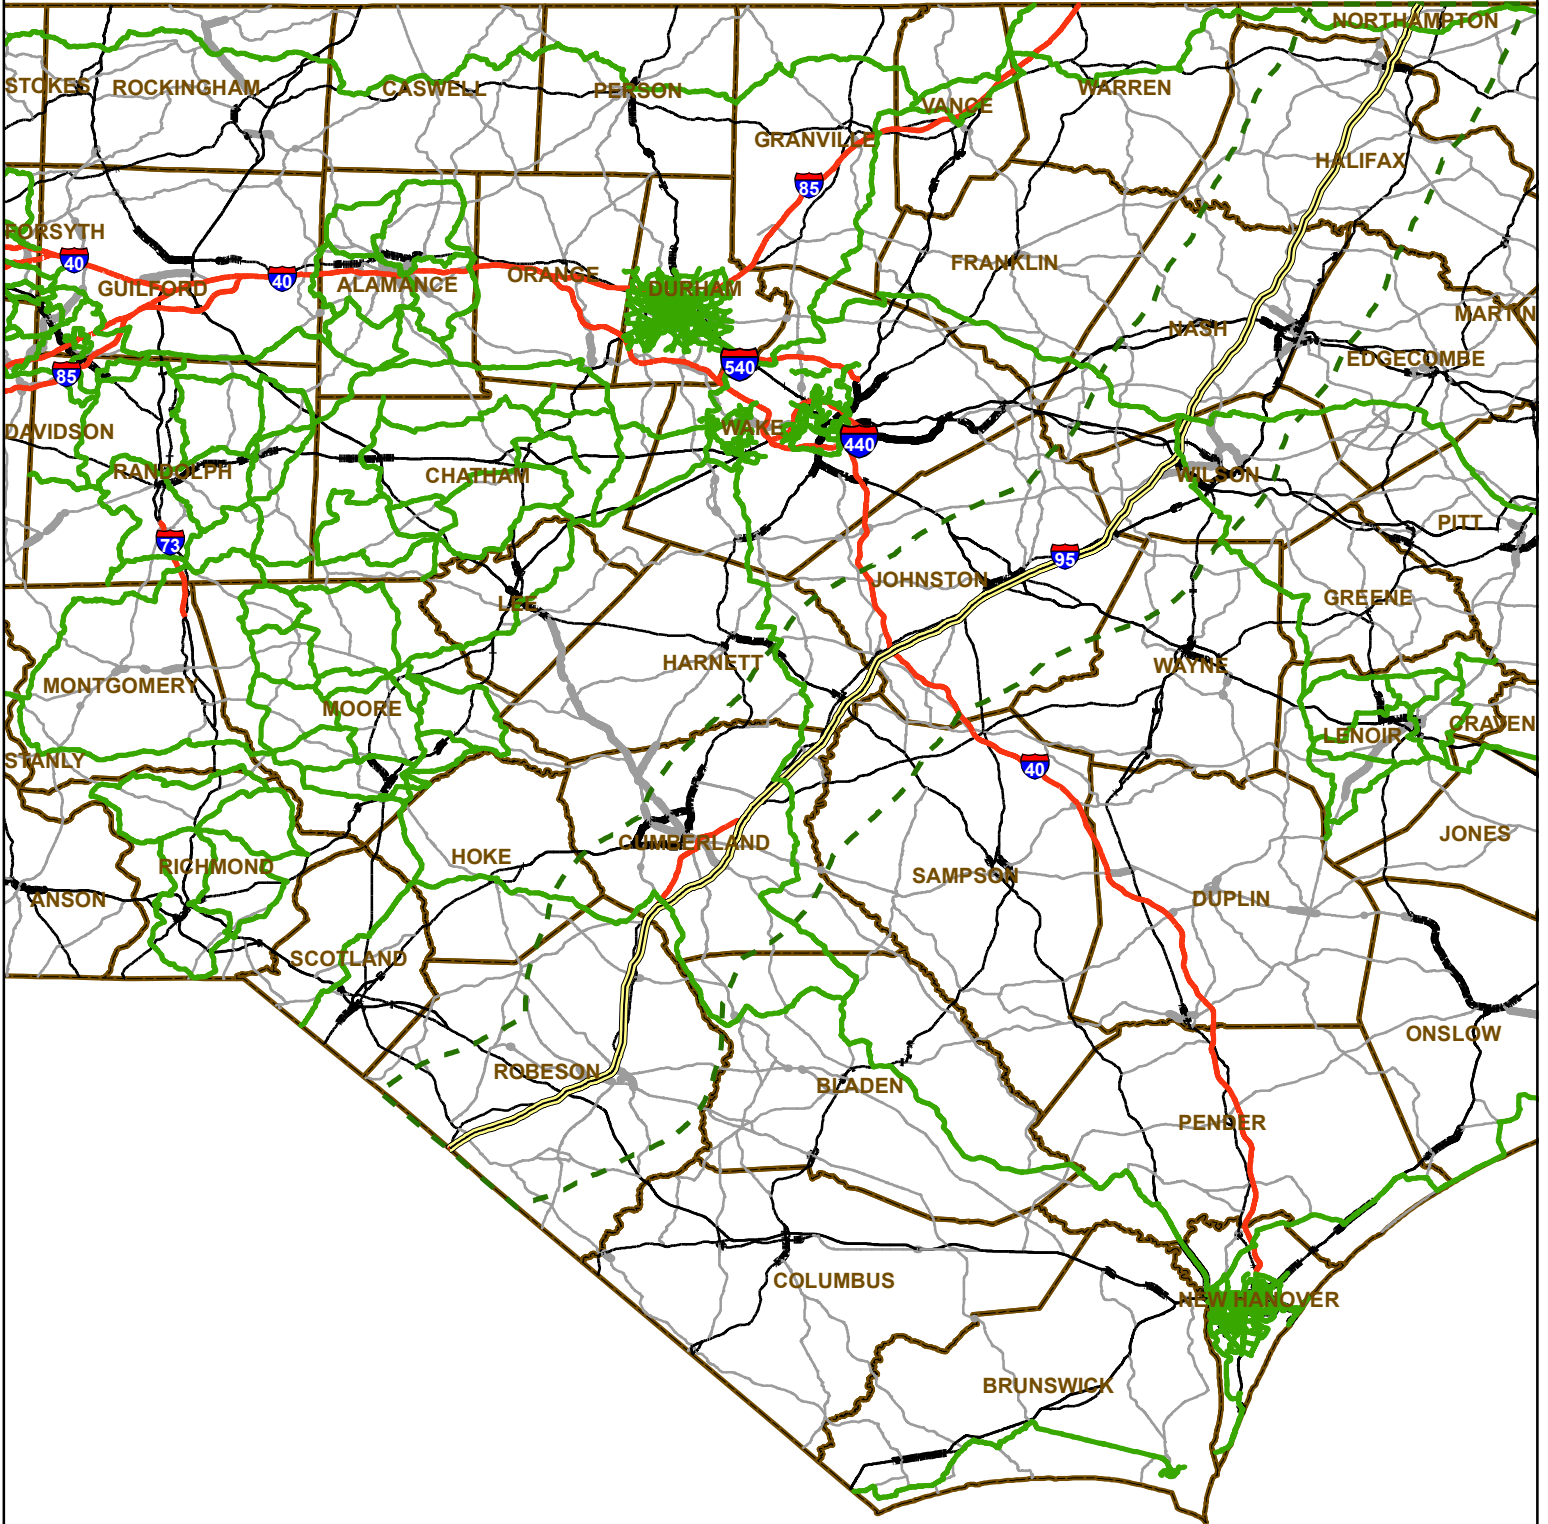 NORTHAMPTON
STOKES
ROCKINGHAM
CASWELL
PERSON
WARREN
VANCE
GRANVILLE
HALIFAX
85
FORSYTH
40
FRANKLIN
ORANGE
40
ALAMANCE
GUILFORD
DURHAM
MARTIN
NASH
EDGECOMBE
540
85
WAKE
DAVIDSON
440
RANDOLPH
CHATHAM
WILSON
PITT
73
95
JOHNSTON
LEE
GREENE
HARNETT
WAYNE
MONTGOMERY
MOORE
CRAVEN
LENOIR
STANLY
40
JONES
CUMBERLAND
HOKE
RICHMOND
SAMPSON
ANSON
DUPLIN
SCOTLAND
ONSLOW
ROBESON
BLADEN
PENDER
COLUMBUS
NEW HANOVER
BRUNSWICK